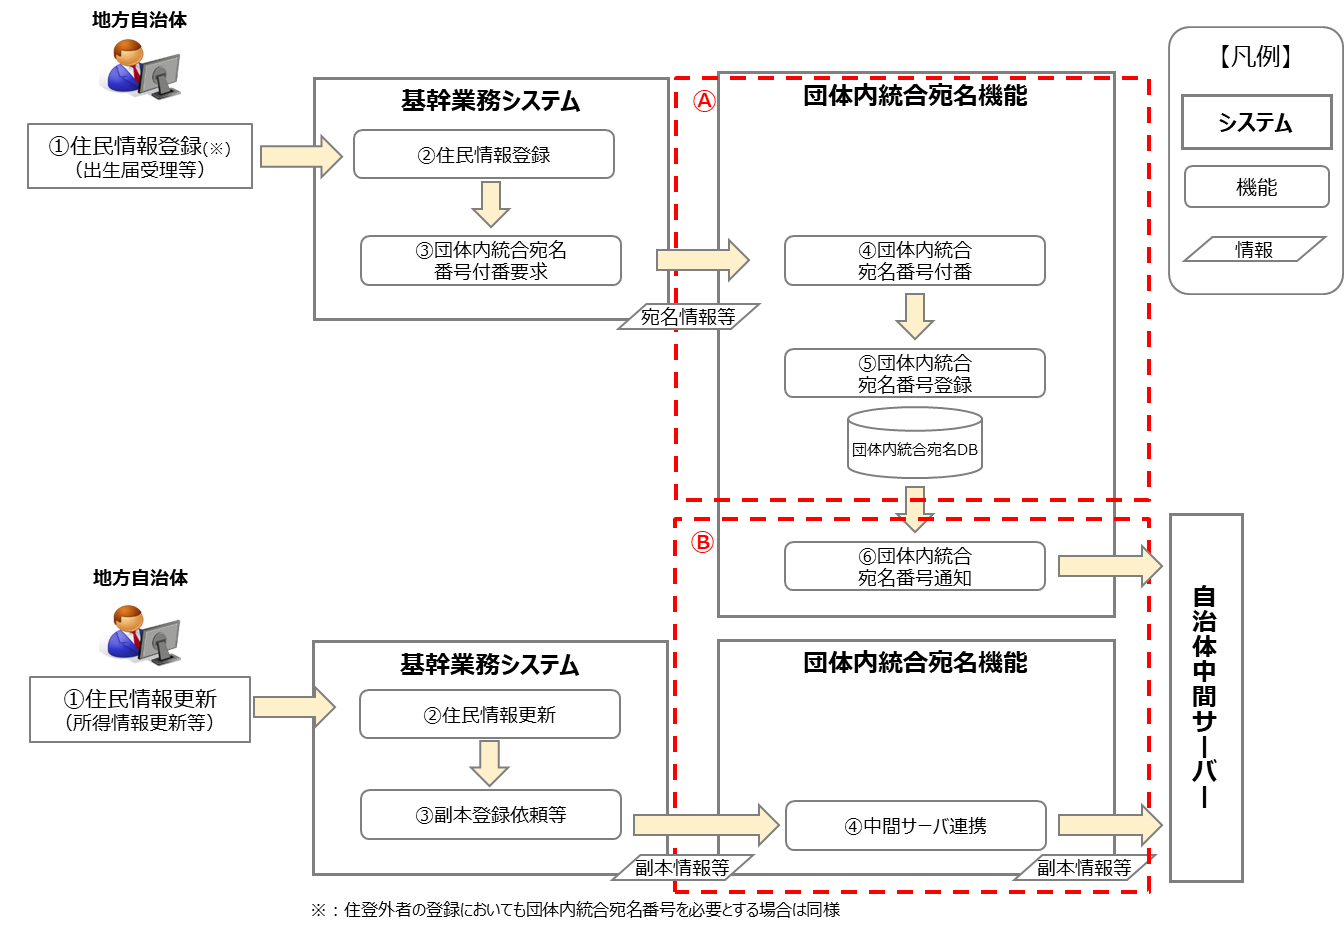 地方自治体
①住民情報登録(※)
（出生届受理等）
基幹業務システム
②住民情報登録
③団体内統合宛名
番号付番要求
宛名情報等
Ⓐ
団体内統合宛名機能
④団体内統合
宛名番号付番
⑤団体内統合
宛名番号登録
団体内統合宛名DB
Ⓑ
⑥団体内統合
宛名番号通知
【凡例】
システム
機能
情報
地方自治体
①住民情報更新
（所得情報更新等）
基幹業務システム
②住民情報更新
③副本登録依頼等
副本情報等
団体内統合宛名機能
④中間サーバ連携
副本情報等
自治体中間サーバー
※：住登外者の登録においても団体内統合宛名番号を必要とする場合は同様